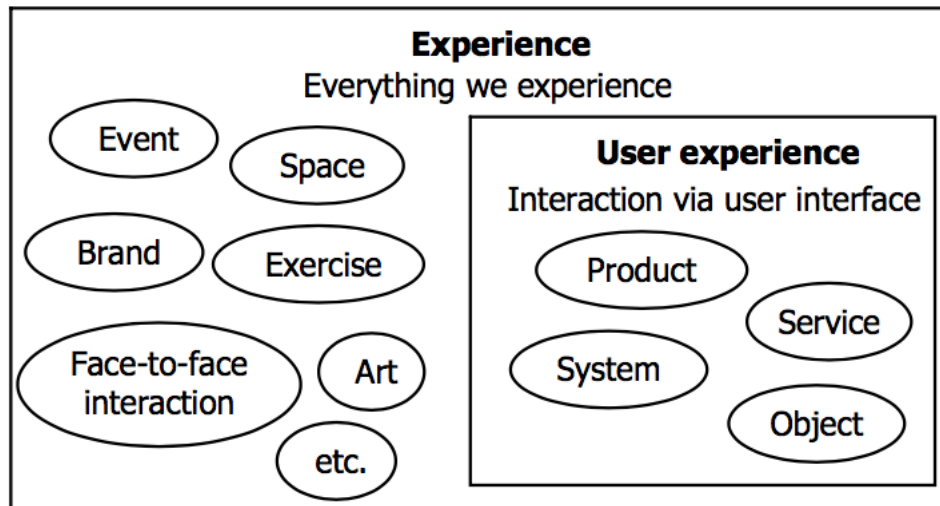 Experience
Everything we experience
Event
Space
Brand
Exercise
Face-to-face
interaction
Art
etc.
User experience
Interaction via user interface
Product
Service
System
Object